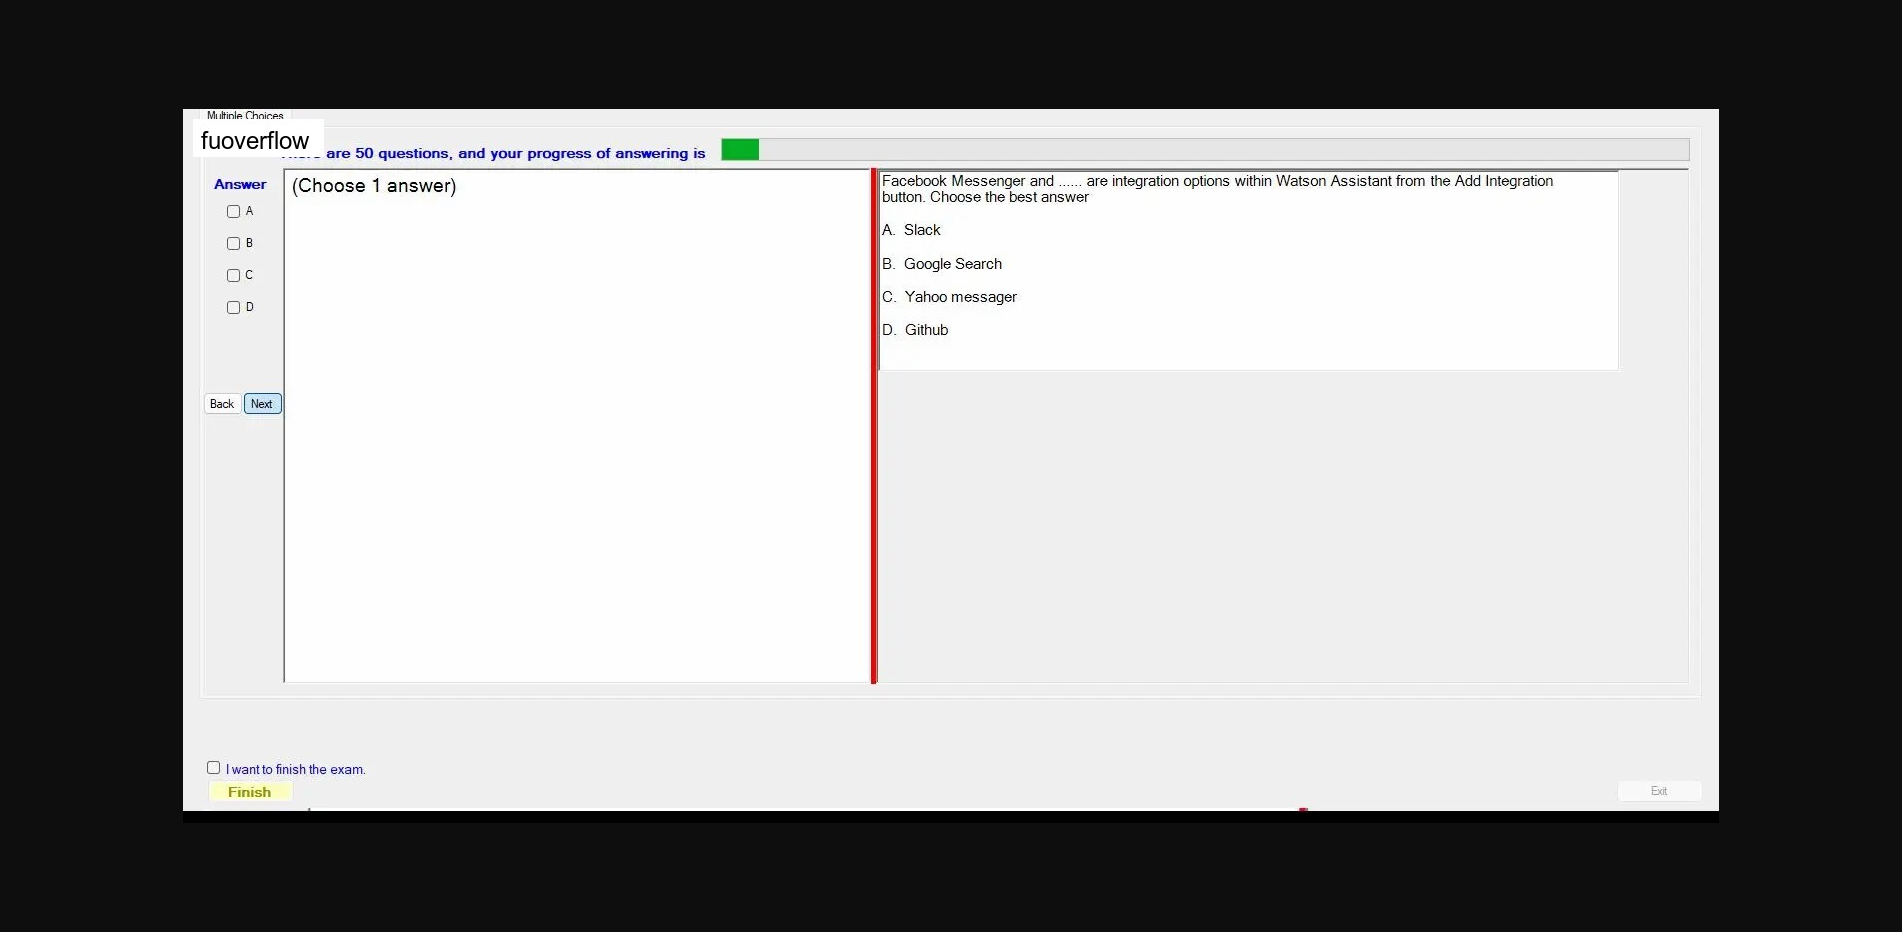 Multiple Choices
fuoverflow
are 50 questions, and your progress of answering is
Answer
(Choose 1 answer)
A
B
C
D
Back Next
Facebook Messenger and ...... are integration options within Watson Assistant from the Add Integration
button. Choose the best answer
A. Slack
B. Google Search
C. Yahoo messager
D. Github
I want to finish the exam.
Finish
Exit